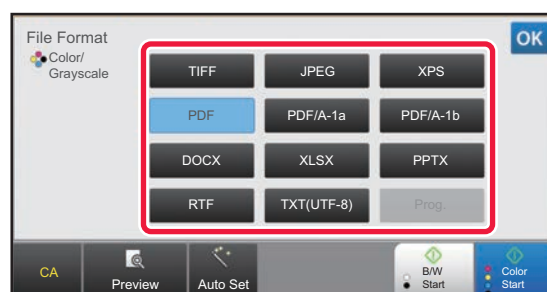 File Format
OK
Color/
Grayscale
TIFF JPEG XPS
PDF PDF/A-1a PDF/A-1b
DOCX XLSX PPTX
RTF TXT(UTF-8) Prog.
CA Preview Auto Set
B/W
Start
Color
Start